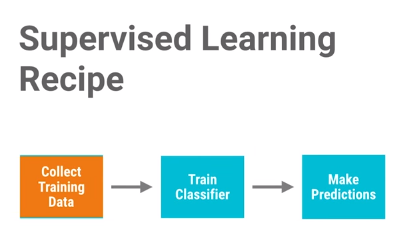 Supervised Learning
Recipe
Collect
Training
Data
Train
Classifier
Make
Predictions